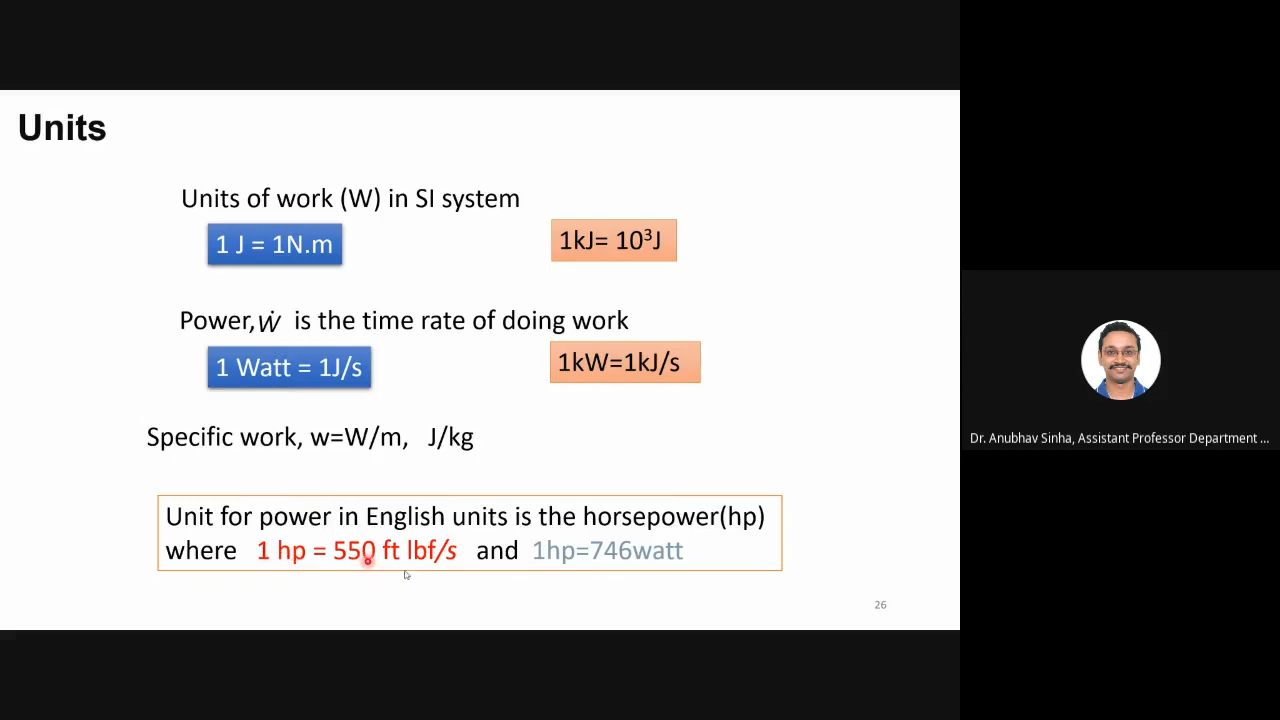 Units
Units of work (W) in SI system
1 J = 1N.m
1kJ= 10³J
Power, Ẇ is the time rate of doing work
1 Watt = 1J/s
1kW=1kJ/s
Specific work, w=W/m, J/kg
Unit for power in English units is the horsepower(hp)
where 1 hp = 550 ft lbf/s and 1hp=746watt
26
Dr. Anubhav Sinha, Assistant Professor Department ...